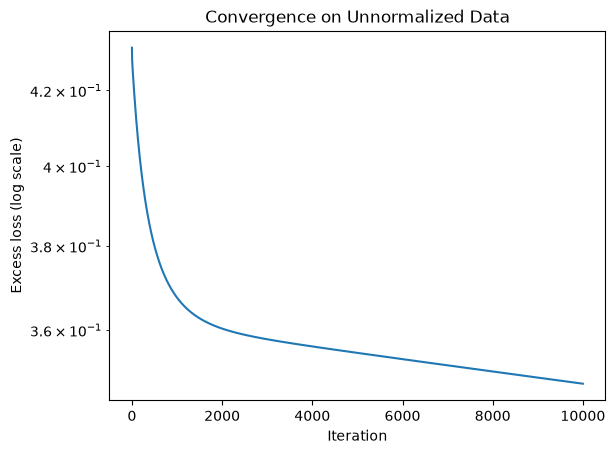 Convergence on Unnormalized Data
Excess loss (log scale)
4.2 × 10⁻¹
4 × 10⁻¹
3.8 × 10⁻¹
3.6 × 10⁻¹
0 2000 4000 6000 8000 10000
Iteration